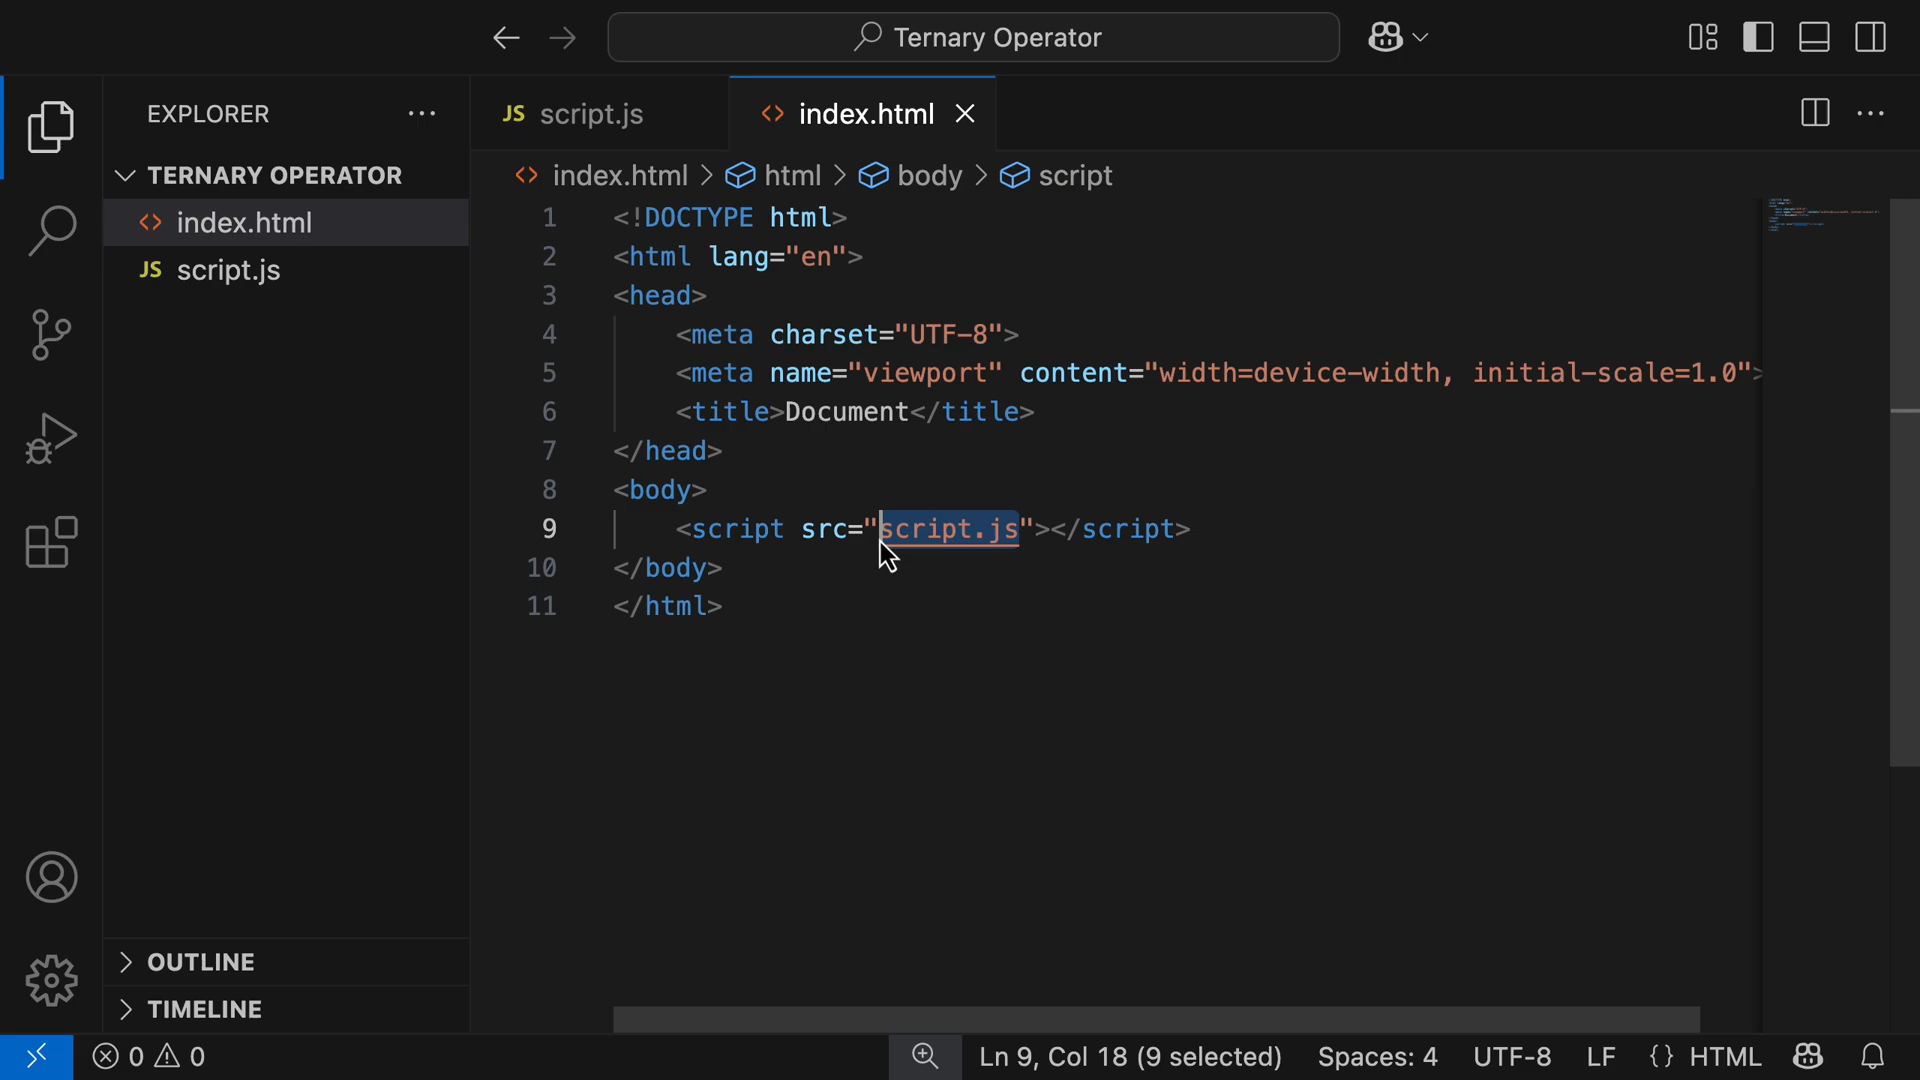 Ternary Operator
EXPLORER
TERNARY OPERATOR
index.html
JS script.js
OUTLINE
TIMELINE
JS script.js
index.html
index.html > html > body > script
1 <!DOCTYPE html>
2 <html lang="en">
3 <head>
4 <meta charset="UTF-8">
5 <meta name="viewport" content="width=device-width, initial-scale=1.0">
6 <title>Document</title>
7 </head>
8 <body>
9 <script src="script.js"></script>
10 </body>
11 </html>
0 0 Ln 9, Col 18 (9 selected) Spaces: 4 UTF-8 LF {} HTML